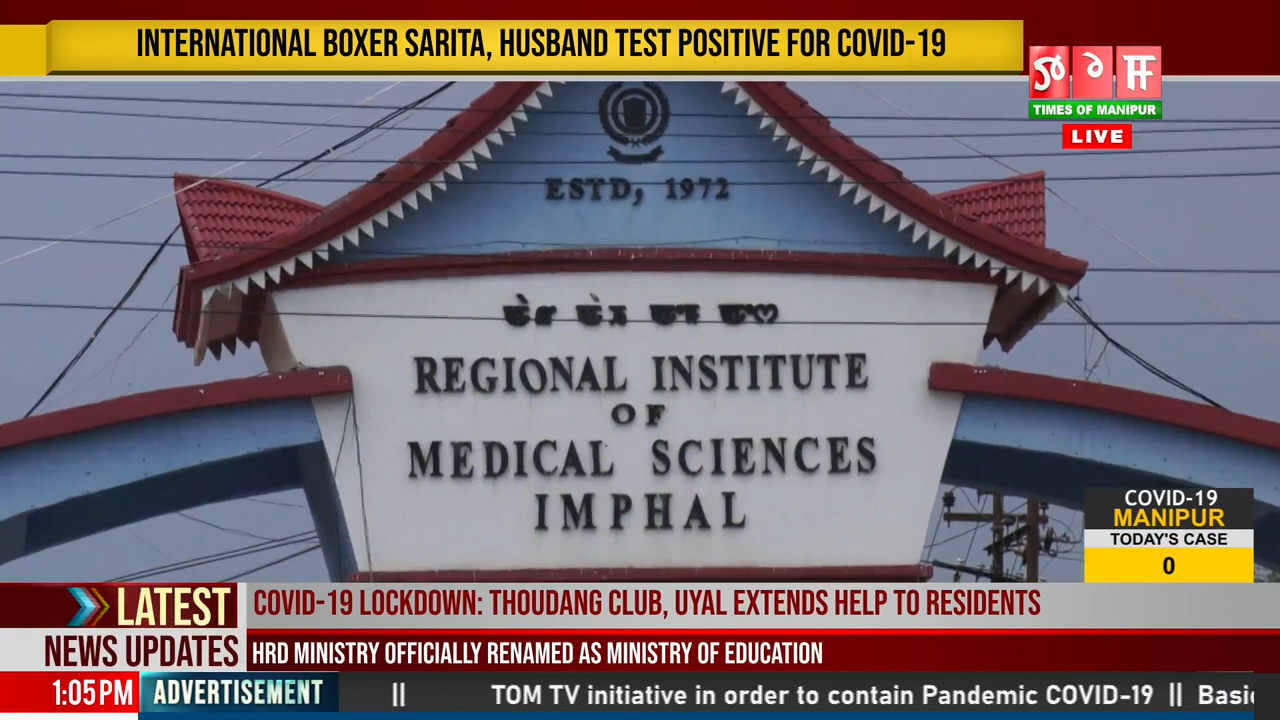 INTERNATIONAL BOXER SARITA, HUSBAND TEST POSITIVE FOR COVID-19
TIMES OF MANIPUR
LIVE
ESTD, 1972
REGIONAL INSTITUTE
OF
MEDICAL SCIENCES
IMPHAL
COVID-19
MANIPUR
TODAY'S CASE
0
LATEST
NEWS UPDATES
COVID-19 LOCKDOWN: THOUDANG CLUB, UYAL EXTENDS HELP TO RESIDENTS
HRD MINISTRY OFFICIALLY RENAMED AS MINISTRY OF EDUCATION
1:05 PM
ADVERTISEMENT
|| TOM TV initiative in order to contain Pandemic COVID-19 || Basic